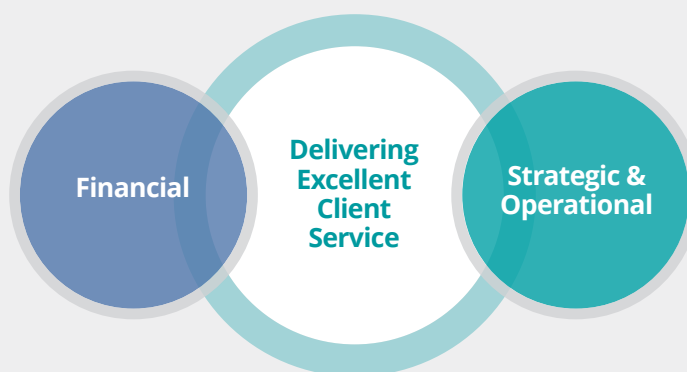 Financial
Delivering
Excellent
Client
Service
Strategic &
Operational